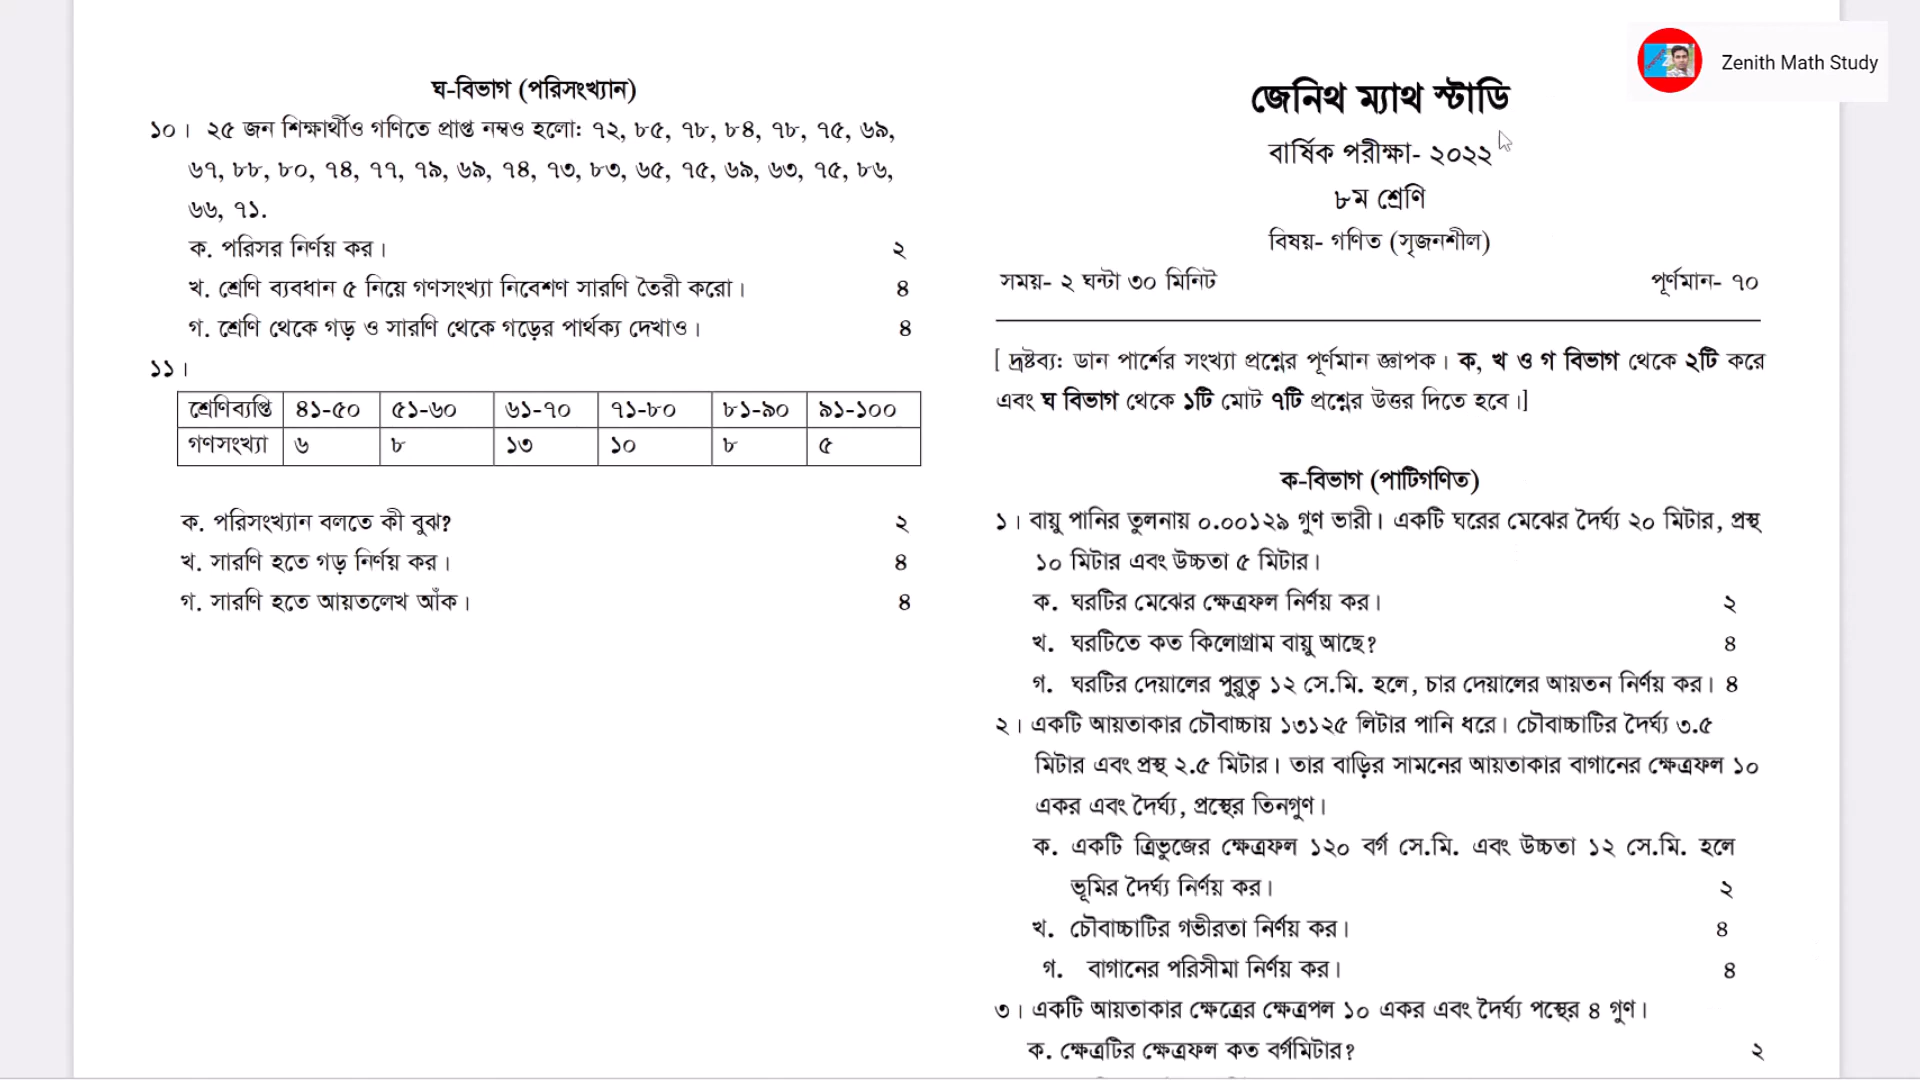 Zenith Math Study
ঘ-বিভাগ (পরিসংখ্যান)
১০। ২৫ জন শিক্ষার্থীও গণিতে প্রাপ্ত নম্বও হলো: ৭২, ৮৫, ৭৮, ৮৪, ৭৮, ৭৫, ৬৯,
৬৭, ৮৮, ৮০, ৭৪, ৭৭, ৭৯, ৬৯, ৭৪, ৭৩, ৮৩, ৬৫, ৭৫, ৬৯, ৬৩, ৭৫, ৮৬,
৬৬, ৭১.
ক. পরিসর নির্ণয় কর। ২
খ. শ্রেণি ব্যবধান ৫ নিয়ে গণসংখ্যা নিবেশণ সারণি তৈরী করো। ৪
গ. শ্রেণি থেকে গড় ও সারণি থেকে গড়ের পার্থক্য দেখাও। ৪
১১।
শ্রেণিব্যপ্তি ৪১-৫০ ৫১-৬০ ৬১-৭০ ৭১-৮০ ৮১-৯০ ৯১-১০০
গণসংখ্যা ৬ ৮ ১৩ ১০ ৮ ৫
ক. পরিসংখ্যান বলতে কী বুঝ? ২
খ. সারণি হতে গড় নির্ণয় কর। ৪
গ. সারণি হতে আয়তলেখ আঁক। ৪
জেনিথ ম্যাথ স্টাডি
বার্ষিক পরীক্ষা- ২০২২
৮ম শ্রেণি
বিষয়- গণিত (সৃজনশীল)
সময়- ২ ঘন্টা ৩০ মিনিট পূর্ণমান- ৭০
[ দ্রষ্টব্য: ডান পার্শের সংখ্যা প্রশ্নের পূর্ণমান জ্ঞাপক। ক, খ ও গ বিভাগ থেকে ২টি করে
এবং ঘ বিভাগ থেকে ১টি মোট ৭টি প্রশ্নের উত্তর দিতে হবে।]
ক-বিভাগ (পাটিগণিত)
১। বায়ু পানির তুলনায় ০.০০১২৯ গুণ ভারী। একটি ঘরের মেঝের দৈর্ঘ্য ২০ মিটার, প্রস্থ
১০ মিটার এবং উচ্চতা ৫ মিটার।
ক. ঘরটির মেঝের ক্ষেত্রফল নির্ণয় কর। ২
খ. ঘরটিতে কত কিলোগ্রাম বায়ু আছে? ৪
গ. ঘরটির দেয়ালের পুরুত্ব ১২ সে.মি. হলে, চার দেয়ালের আয়তন নির্ণয় কর। ৪
২। একটি আয়তাকার চৌবাচ্চায় ১৩১২৫ লিটার পানি ধরে। চৌবাচ্চাটির দৈর্ঘ্য ৩.৫
মিটার এবং প্রস্থ ২.৫ মিটার। তার বাড়ির সামনের আয়তাকার বাগানের ক্ষেত্রফল ১০
একর এবং দৈর্ঘ্য, প্রস্থের তিনগুণ।
ক. একটি ত্রিভুজের ক্ষেত্রফল ১২০ বর্গ সে.মি. এবং উচ্চতা ১২ সে.মি. হলে
ভূমির দৈর্ঘ্য নির্ণয় কর। ২
খ. চৌবাচ্চাটির গভীরতা নির্ণয় কর। ৪
গ. বাগানের পরিসীমা নির্ণয় কর। ৪
৩। একটি আয়তাকার ক্ষেত্রের ক্ষেত্রপল ১০ একর এবং দৈর্ঘ্য পস্থের ৪ গুণ।
ক. ক্ষেত্রটির ক্ষেত্রফল কত বর্গমিটার? ২